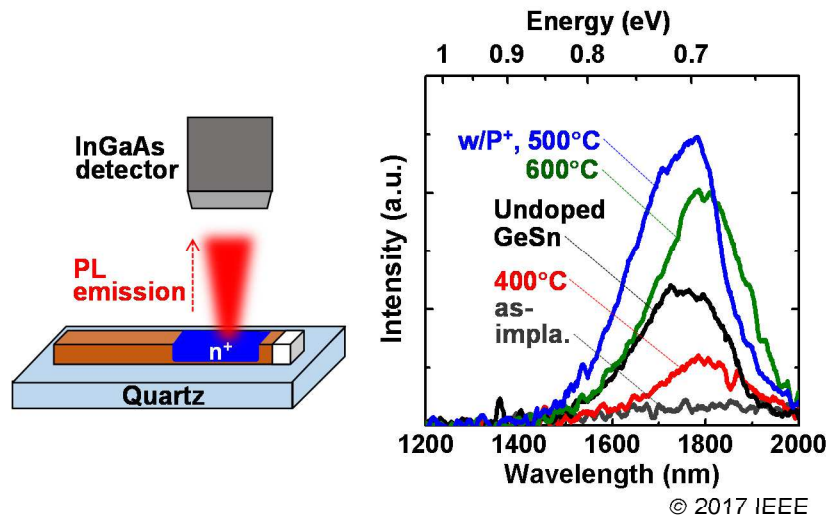 InGaAs
detector
PL
emission
n+
Quartz
Energy (eV)
1 0.9 0.8 0.7
Intensity (a.u.)
w/P+, 500°C
600°C
Undoped
GeSn
400°C
as-
impla.
1200 1400 1600 1800 2000
Wavelength (nm)
© 2017 IEEE